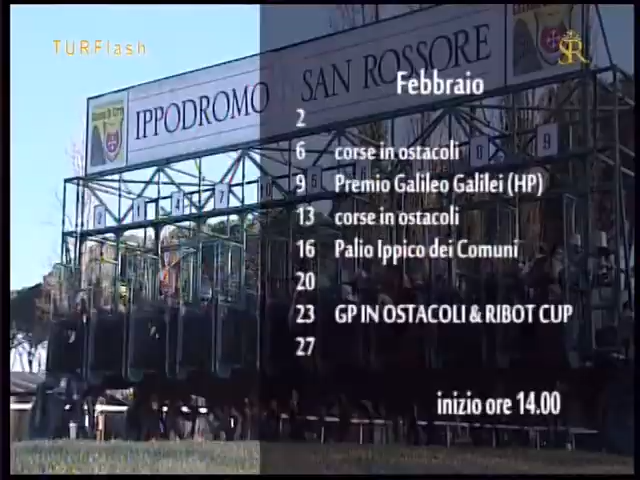 TURFlash
SR
IPPODROMO SAN ROSSORE
Febbraio
2
6 corse in ostacoli
9 Premio Galileo Galilei (HP)
13 corse in ostacoli
16 Palio Ippico dei Comuni
20
23 GP IN OSTACOLI & RIBOT CUP
27
inizio ore 14.00